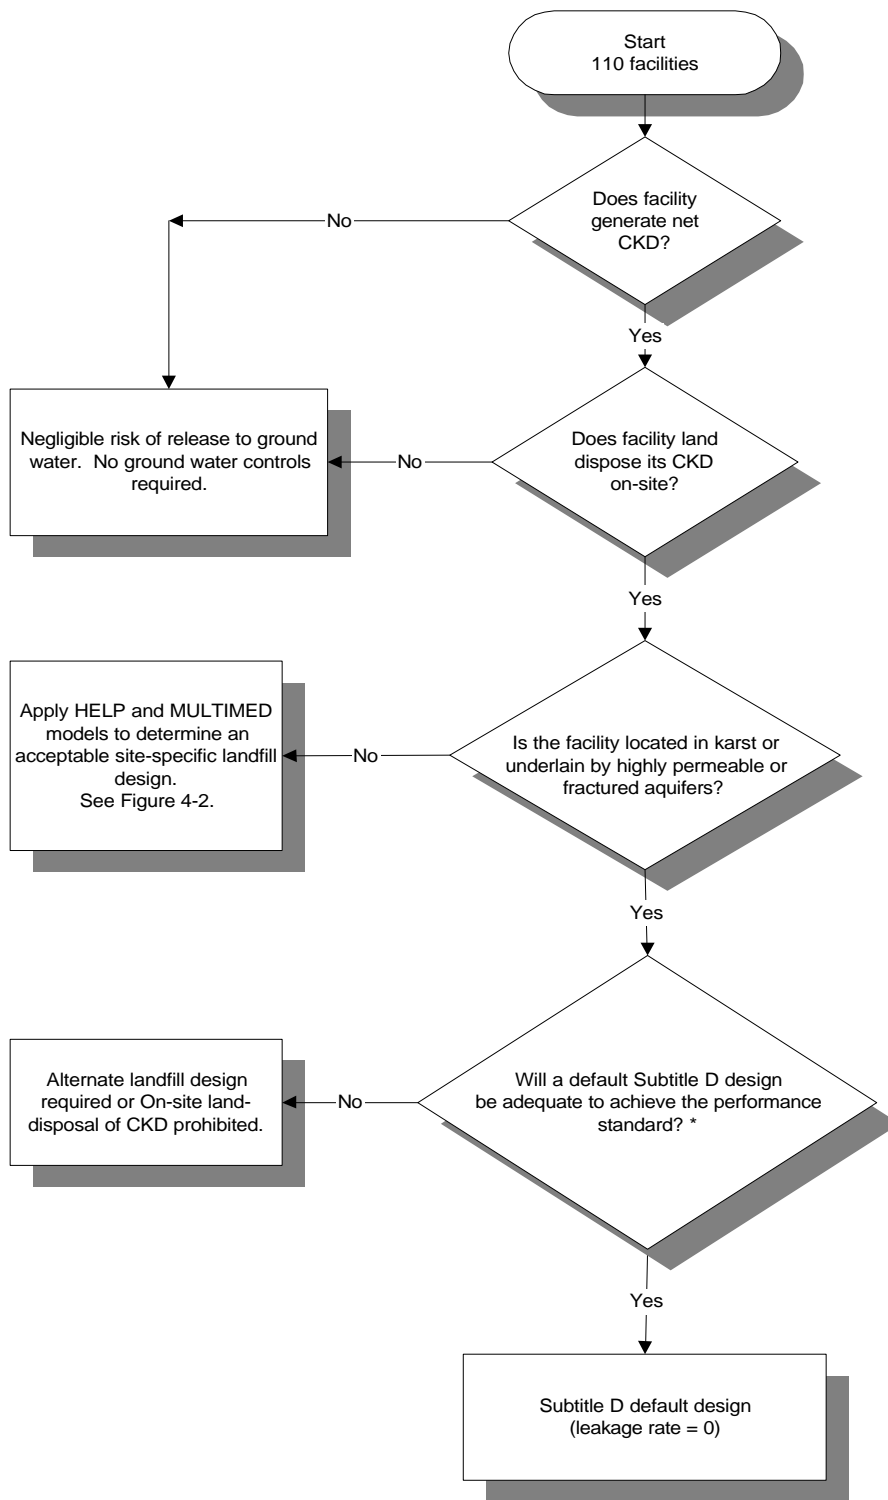 Start
110 facilities
Does facility
generate net
CKD?
No
Yes
Negligible risk of release to ground
water.  No ground water controls
required.
No
Does facility land
dispose its CKD
on-site?
Yes
Apply HELP and MULTIMED
models to determine an
acceptable site-specific landfill
design.
See Figure 4-2.
No
Is the facility located in karst or
underlain by highly permeable or
fractured aquifers?
Yes
Alternate landfill design
required or On-site land-
disposal of CKD prohibited.
No
Will a default Subtitle D design
be adequate to achieve the performance
standard? *
Yes
Subtitle D default design
(leakage rate = 0)